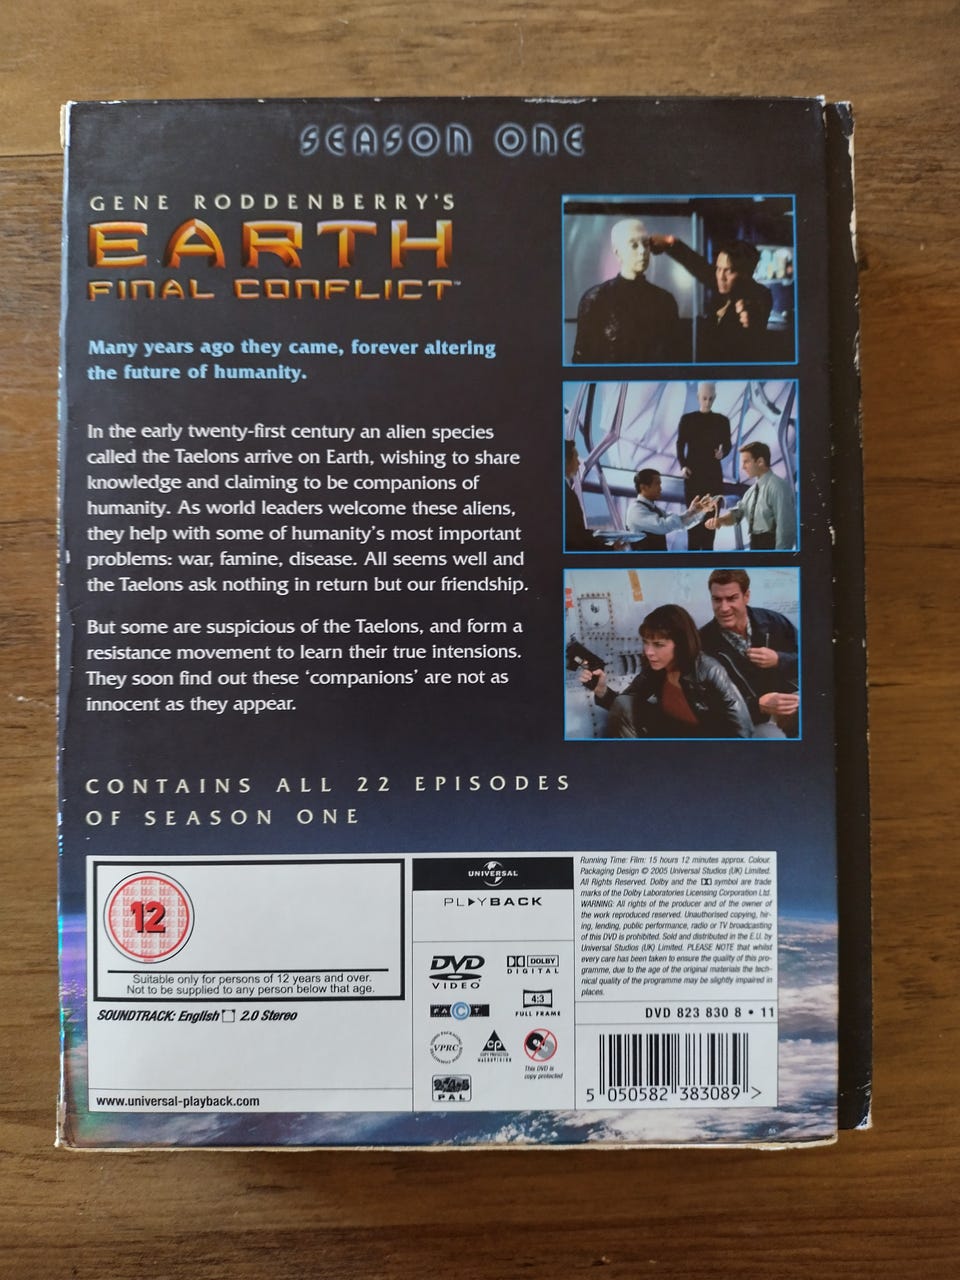 SEASON ONE
GENE RODDENBERRY'S
EARTH
FINAL CONFLICT™
Many years ago they came, forever altering
the future of humanity.
In the early twenty-first century an alien species
called the Taelons arrive on Earth, wishing to share
knowledge and claiming to be companions of
humanity. As world leaders welcome these aliens,
they help with some of humanity's most important
problems: war, famine, disease. All seems well and
the Taelons ask nothing in return but our friendship.
But some are suspicious of the Taelons, and form a
resistance movement to learn their true intensions.
They soon find out these 'companions' are not as
innocent as they appear.
CONTAINS ALL 22 EPISODES
OF SEASON ONE
12
Suitable only for persons of 12 years and over.
Not to be supplied to any person below that age.
SOUNDTRACK: English 2.0 Stereo
www.universal-playback.com
UNIVERSAL
PLAYBACK
DVD
VIDEO
DOLBY
DIGITAL
FACT
4:3
FULL FRAME
VPRC
COPY PROTECTED
MACROVISION
This DVD is
copy protected
PAL
Running Time: Film: 15 hours 12 minutes approx. Colour.
Packaging Design © 2005 Universal Studios (UK) Limited.
All Rights Reserved. Dolby and the symbol are trade
marks of the Dolby Laboratories Licensing Corporation Ltd.
WARNING: All rights of the producer and of the owner of
the work reproduced reserved. Unauthorised copying, hir-
ing, lending, public performance, radio or TV broadcasting
of this DVD is prohibited. Sold and distributed in the E.U. by
Universal Studios (UK) Limited. PLEASE NOTE that whilst
every care has been taken to ensure the quality of this pro-
gramme, due to the age of the original materials the tech-
nical quality of the programme may be slightly impaired in
places.
DVD 823 830 8 • 11
5 050582 383089 >